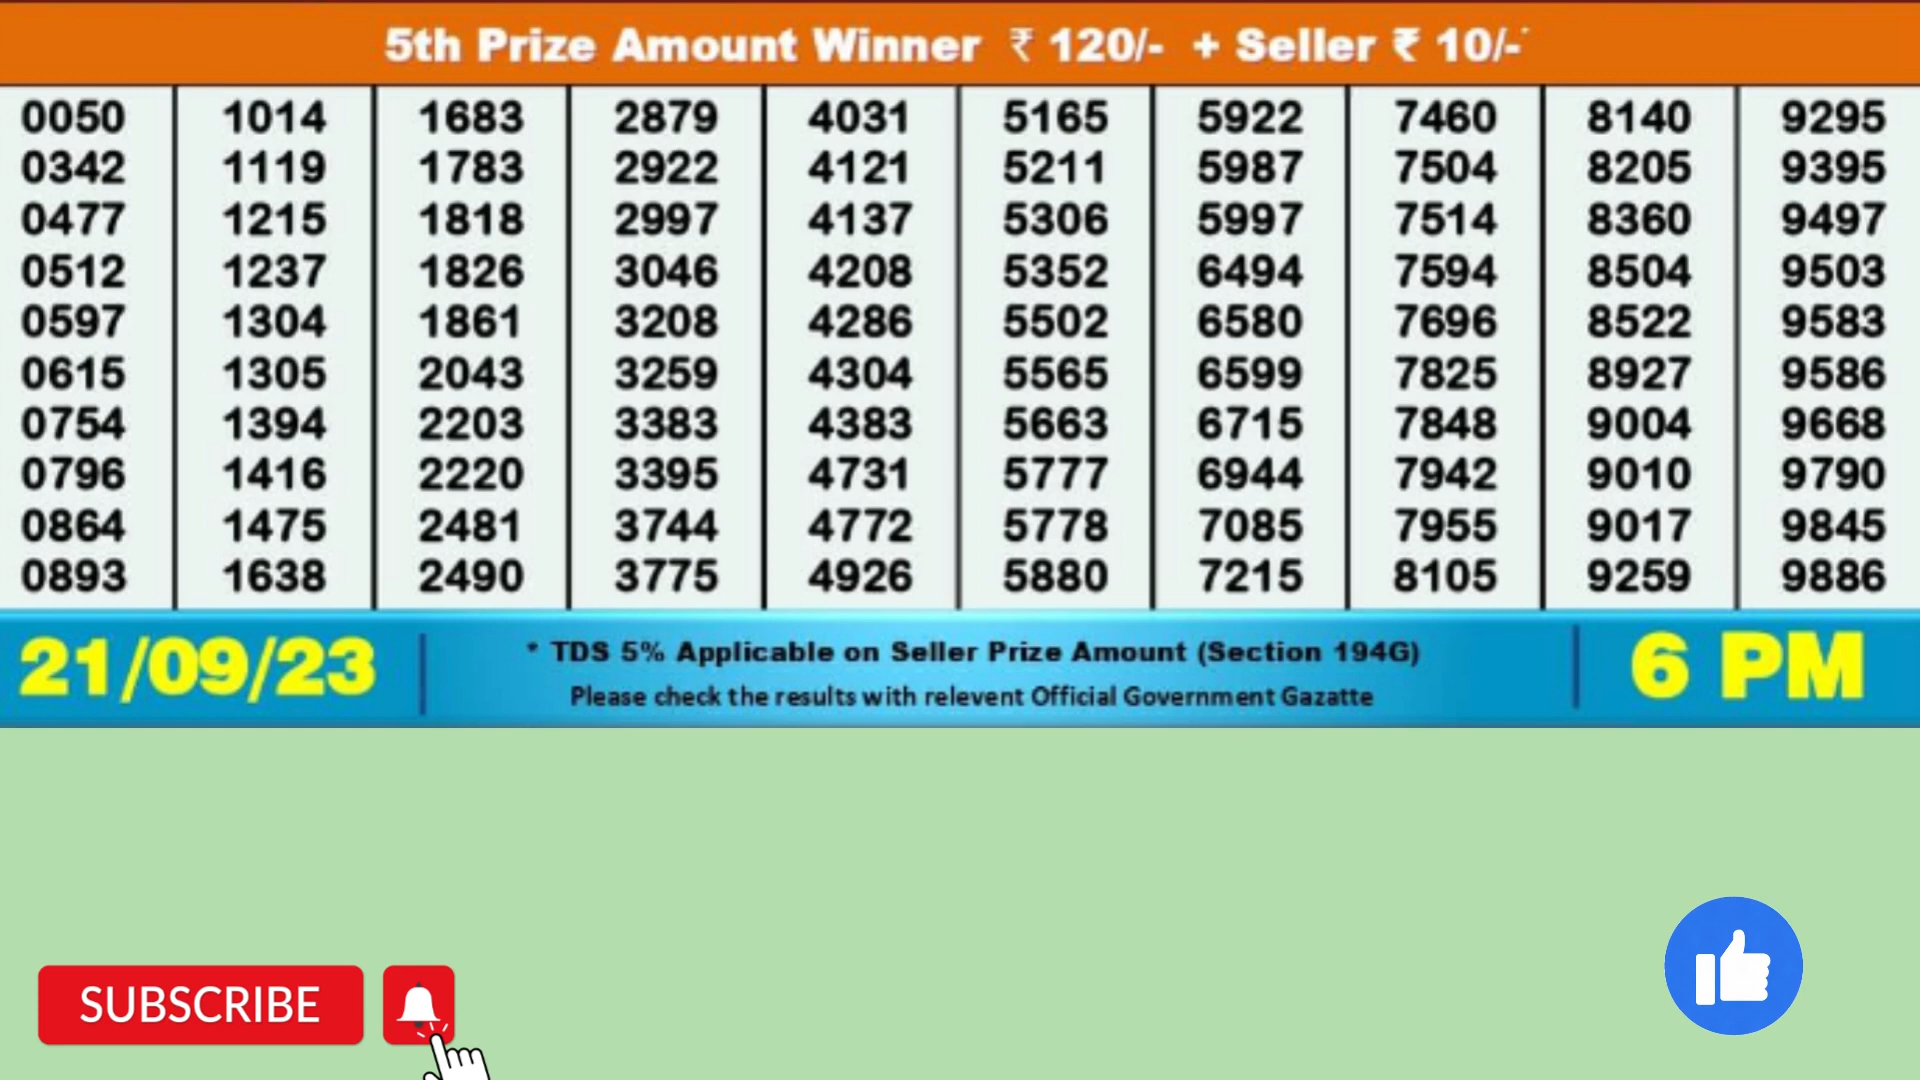 5th Prize Amount Winner ₹ 120/- + Seller ₹ 10/-*
0050 1014 1683 2879 4031 5165 5922 7460 8140 9295
0342 1119 1783 2922 4121 5211 5987 7504 8205 9395
0477 1215 1818 2997 4137 5306 5997 7514 8360 9497
0512 1237 1826 3046 4208 5352 6494 7594 8504 9503
0597 1304 1861 3208 4286 5502 6580 7696 8522 9583
0615 1305 2043 3259 4304 5565 6599 7825 8927 9586
0754 1394 2203 3383 4383 5663 6715 7848 9004 9668
0796 1416 2220 3395 4731 5777 6944 7942 9010 9790
0864 1475 2481 3744 4772 5778 7085 7955 9017 9845
0893 1638 2490 3775 4926 5880 7215 8105 9259 9886
21/09/23
* TDS 5% Applicable on Seller Prize Amount (Section 194G)
Please check the results with relevent Official Government Gazatte
6 PM
SUBSCRIBE